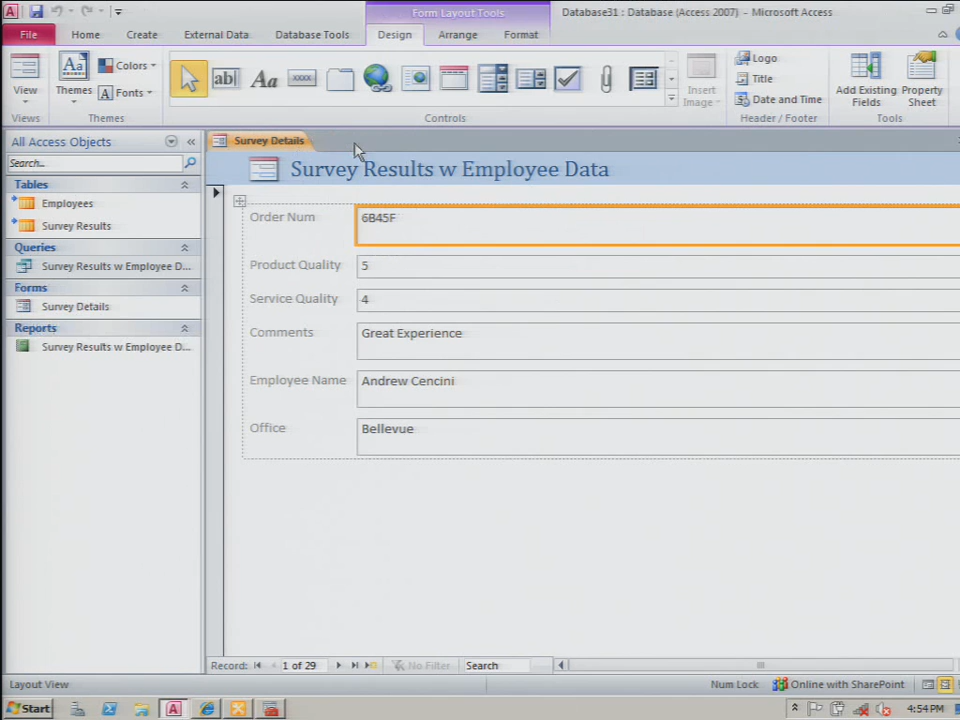 Form Layout Tools
Database31 : Database (Access 2007) - Microsoft Access
File
Home
Create
External Data
Database Tools
Design
Arrange
Format
View
Themes
Colors
Fonts
Aa
ab|
Aa
xxxx
Insert
Image
Logo
Title
Date and Time
Add Existing
Fields
Property
Sheet
Views
Themes
Controls
Header / Footer
Tools
All Access Objects
Search...
Tables
Employees
Survey Results
Queries
Survey Results w Employee D...
Forms
Survey Details
Reports
Survey Results w Employee D...
Survey Details
Survey Results w Employee Data
Order Num
6B45F
Product Quality
5
Service Quality
4
Comments
Great Experience
Employee Name
Andrew Cencini
Office
Bellevue
Record:
1 of 29
No Filter
Search
Layout View
Num Lock
Online with SharePoint
Start
4:54 PM